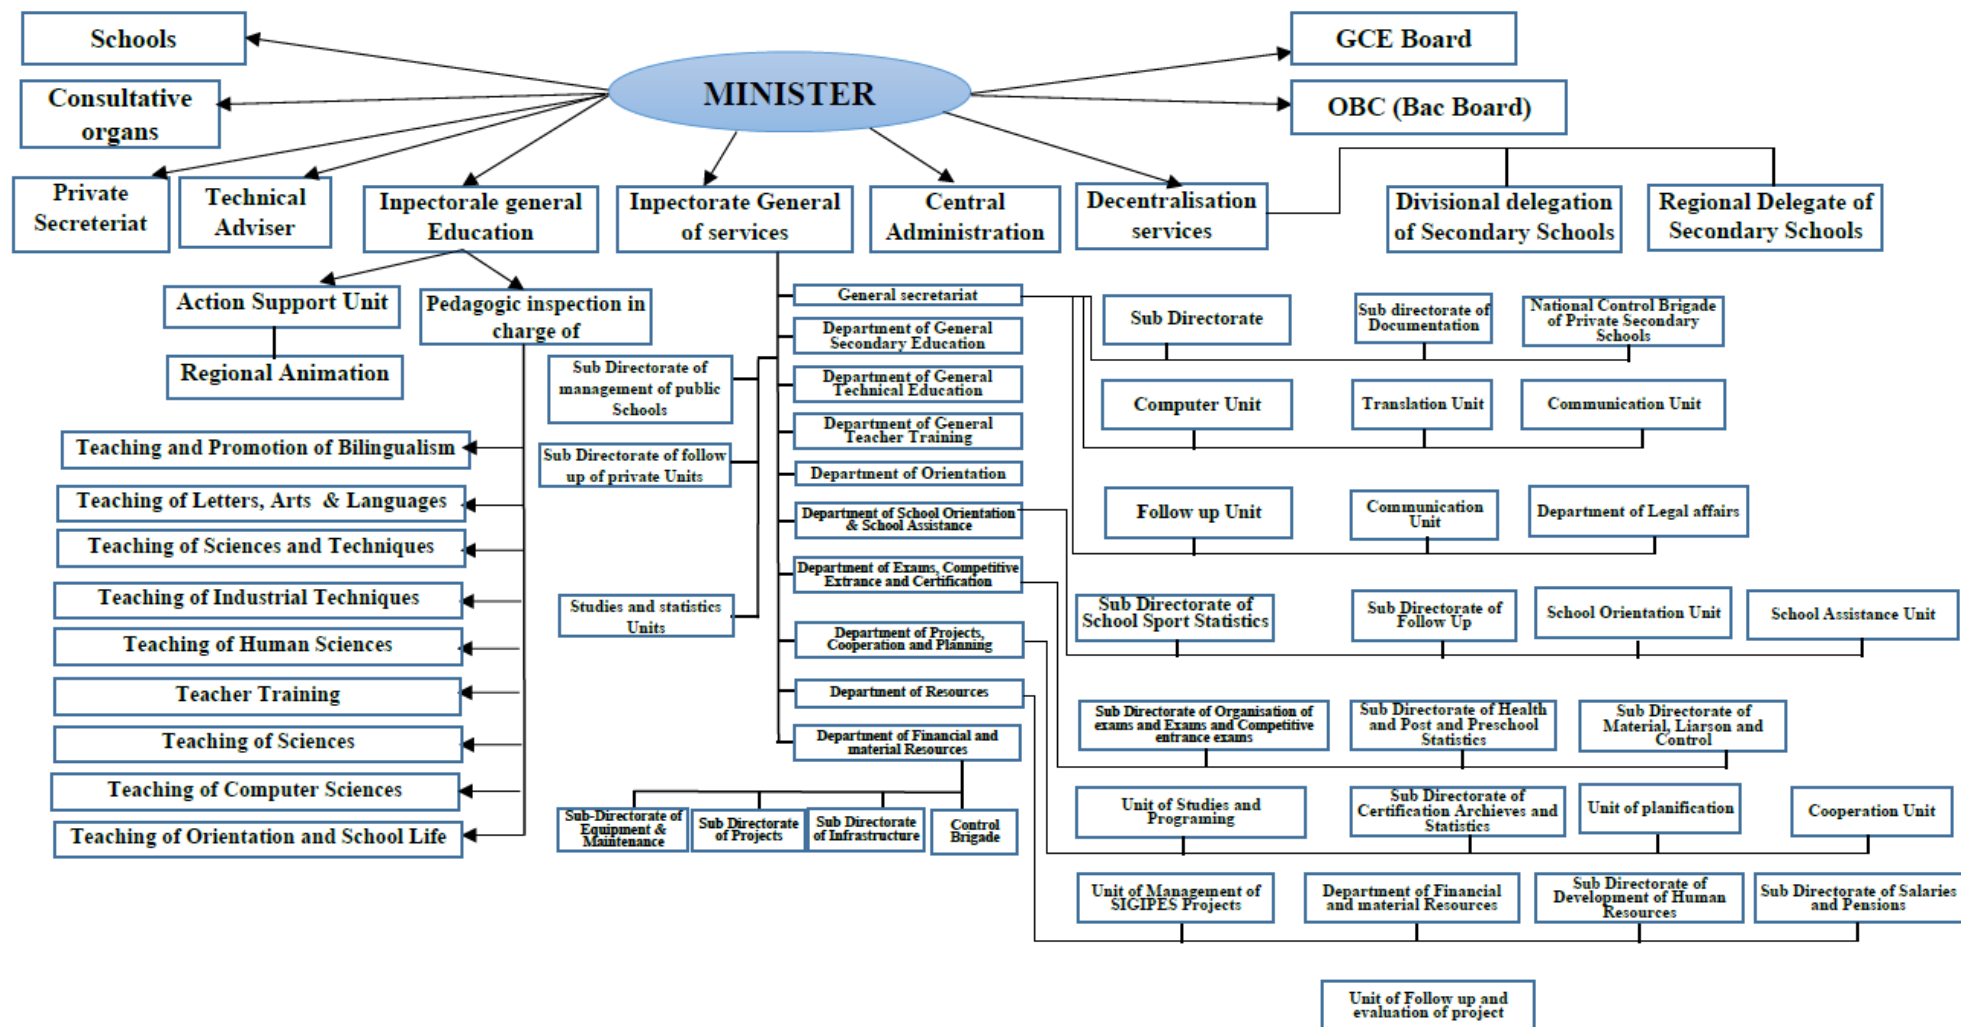 Schools
GCE Board
MINISTER
Consultative
organs
OBC (Bac Board)
Private
Secreteriat
Technical
Adviser
Inpectorale general
Education
Inpectorate General
of services
Central
Administration
Decentralisation
services
Divisional delegation
of Secondary Schools
Regional Delegate of
Secondary Schools
Action Support Unit
Pedagogic inspection in
charge of
Regional Animation
Teaching and Promotion of Bilingualism
Teaching of Letters, Arts & Languages
Teaching of Sciences and Techniques
Teaching of Industrial Techniques
Teaching of Human Sciences
Teacher Training
Teaching of Sciences
Teaching of Computer Sciences
Teaching of Orientation and School Life
Sub Directorate of
management of public
Schools
Sub Directorate of follow
up of private Units
Studies and statistics
Units
General secretariat
Department of General
Secondary Education
Department of General
Technical Education
Department of General
Teacher Training
Department of Orientation
Department of School Orientation
& School Assistance
Department of Exams, Competitive
Extrance and Certification
Department of Projects,
Cooperation and Planning
Department of Resources
Department of Financial and
material Resources
Sub-Directorate of
Equipment &
Maintenance
Sub Directorate
of Projects
Sub Directorate
of Infrastructure
Control
Brigade
Sub Directorate
Sub directorate of
Documentation
National Control Brigade
of Private Secondary
Schools
Computer Unit
Translation Unit
Communication Unit
Follow up Unit
Communication
Unit
Department of Legal affairs
Sub Directorate of
School Sport Statistics
Sub Directorate of
Follow Up
School Orientation Unit
School Assistance Unit
Sub Directorate of Organisation of
exams and Exams and Competitive
entrance exams
Sub Directorate of Health
and Post and Preschool
Statistics
Sub Directorate of
Material, Liarson and
Control
Unit of Studies and
Programing
Sub Directorate of
Certification Archieves and
Statistics
Unit of planification
Cooperation Unit
Unit of Management of
SIGIPES Projects
Department of Financial
and material Resources
Sub Directorate of
Development of Human
Resources
Sub Directorate of Salaries
and Pensions
Unit of Follow up and
evaluation of project